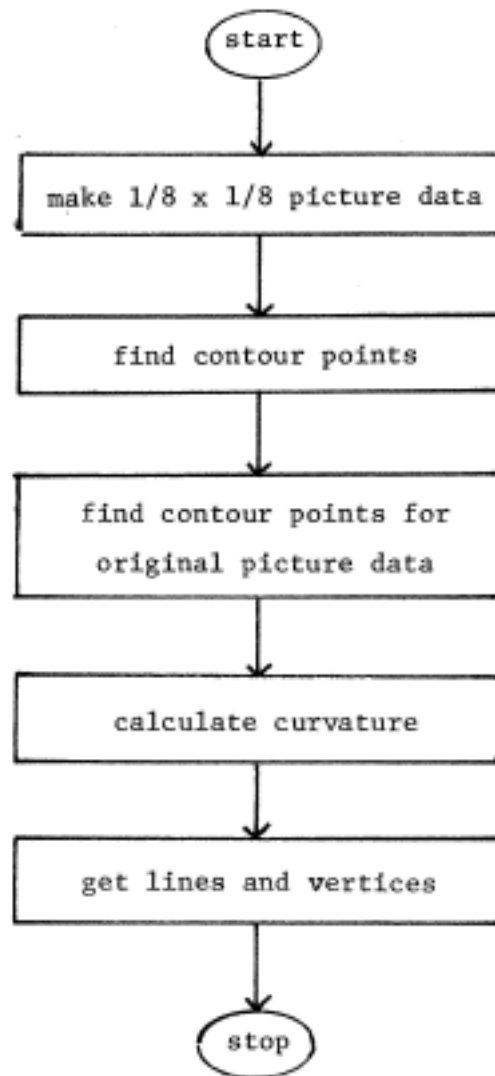 start
make 1/8 x 1/8 picture data
find contour points
find contour points for
original picture data
calculate curvature
get lines and vertices
stop